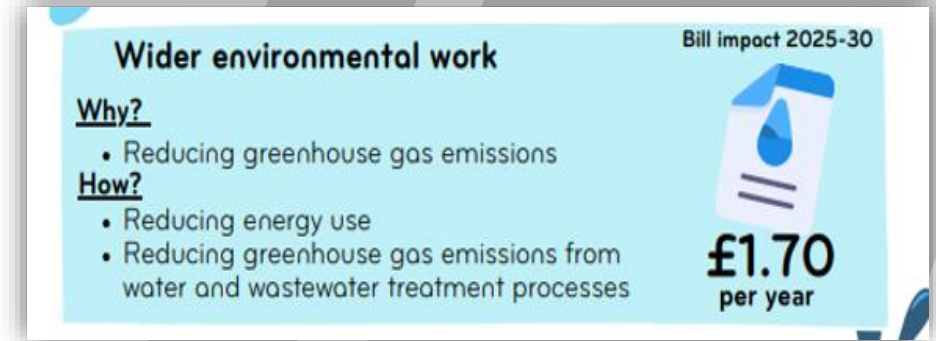 Wider environmental work
Bill impact 2025-30
Why?
• Reducing greenhouse gas emissions
How?
• Reducing energy use
• Reducing greenhouse gas emissions from
water and wastewater treatment processes
£1.70
per year